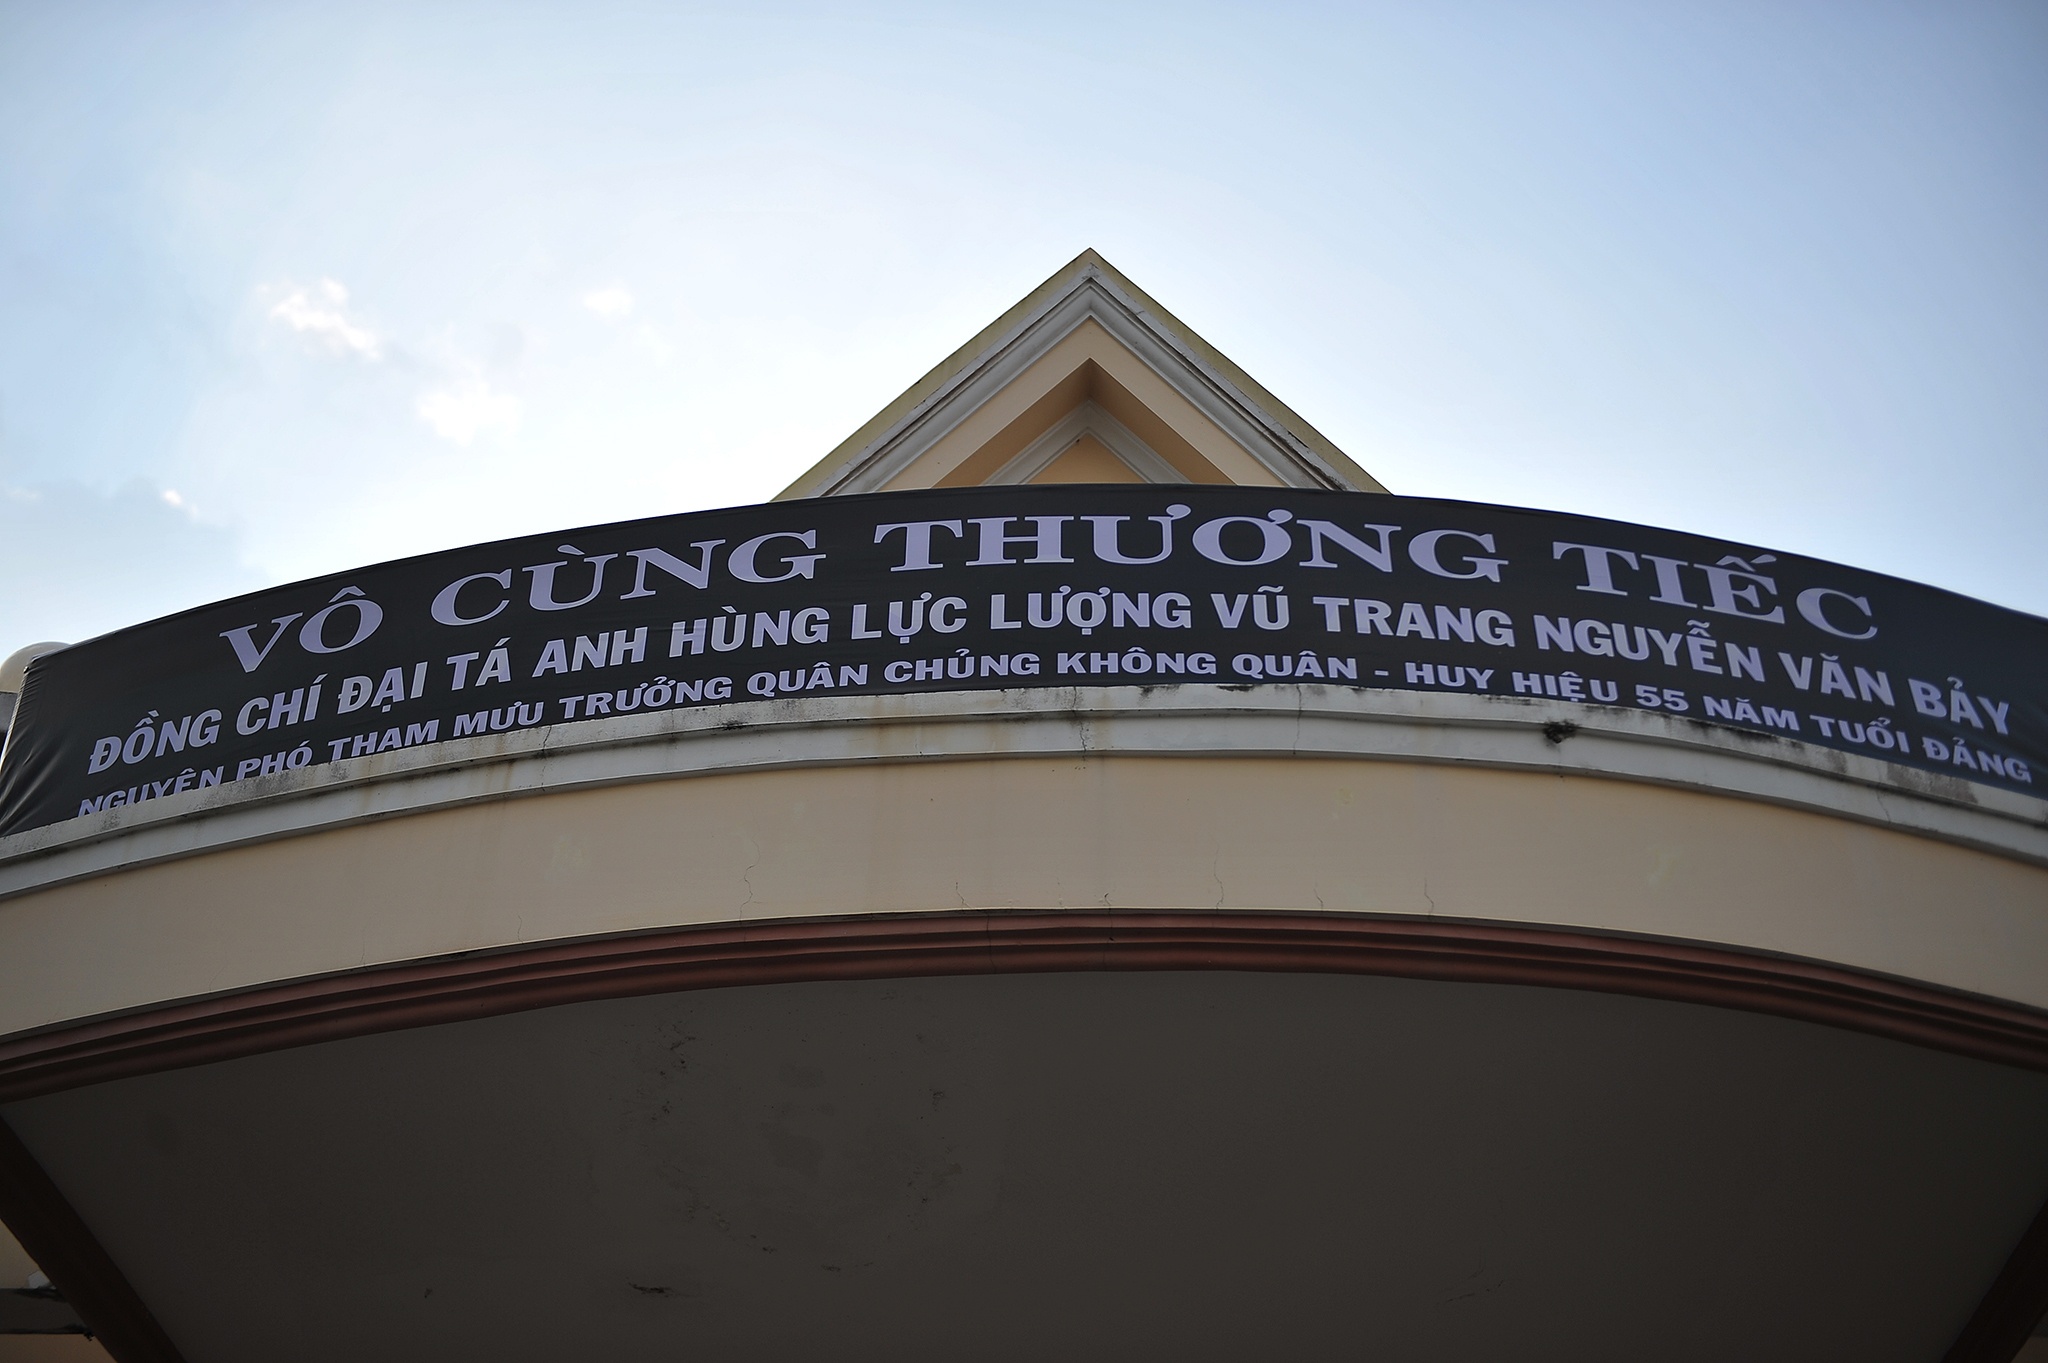 VÔ CÙNG THƯƠNG TIẾC
ĐỒNG CHÍ ĐẠI TÁ ANH HÙNG LỰC LƯỢNG VŨ TRANG NGUYỄN VĂN BẢY
NGUYÊN PHÓ THAM MƯU TRƯỞNG QUÂN CHỦNG KHÔNG QUÂN - HUY HIỆU 55 NĂM TUỔI ĐẢNG